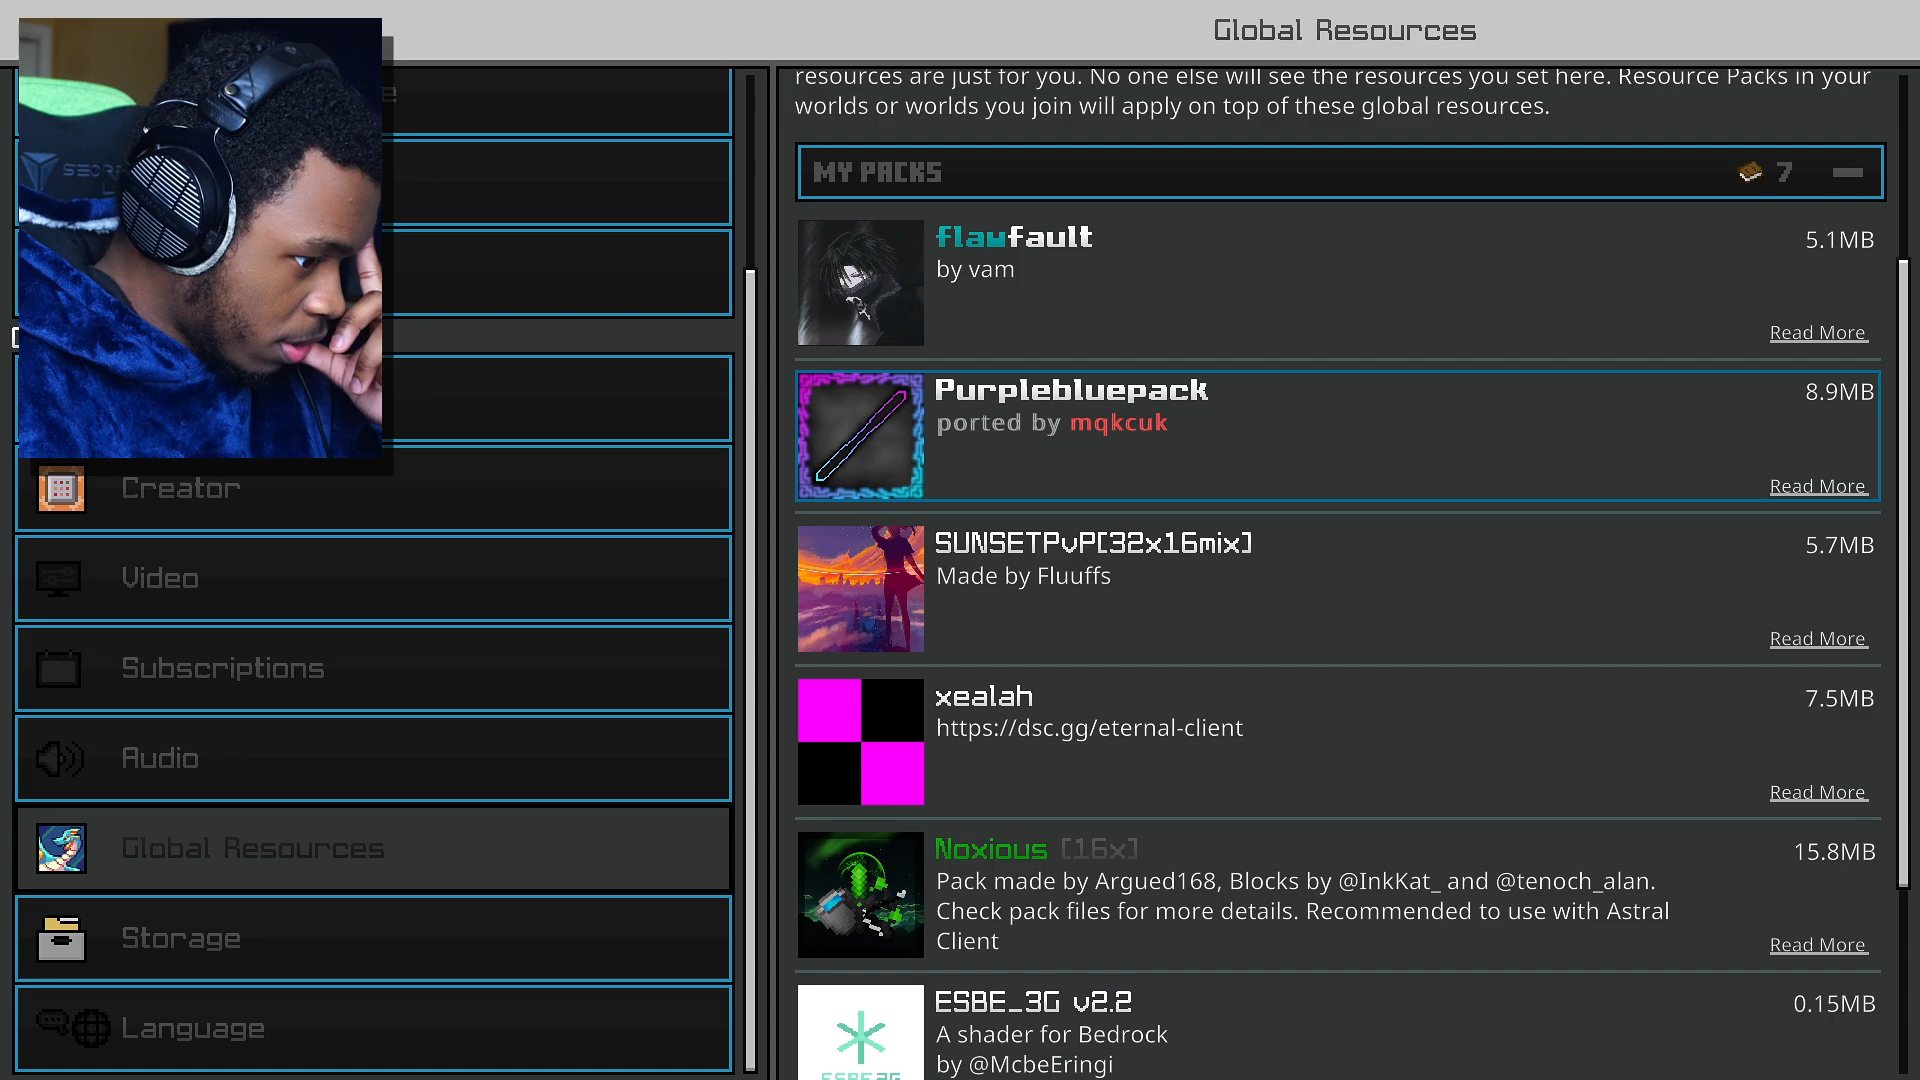 Global Resources
resources are just for you. No one else will see the resources you set here. Resource Packs in your
worlds or worlds you join will apply on top of these global resources.
MY PACKS 7
flawfault 5.1MB
by vam
Read More
Purplebluepack 8.9MB
ported by mqkcuk
Read More
SUNSETPvP[32x16mix] 5.7MB
Made by Fluuffs
Read More
xealah 7.5MB
https://dsc.gg/eternal-client
Read More
Noxious [16x] 15.8MB
Pack made by Argued168, Blocks by @InkKat_ and @tenoch_alan.
Check pack files for more details. Recommended to use with Astral
Client
Read More
ESBE_3G v2.2 0.15MB
A shader for Bedrock
by @McbeEringi
ESBE 3G
Creator
Video
Subscriptions
Audio
Global Resources
Storage
Language